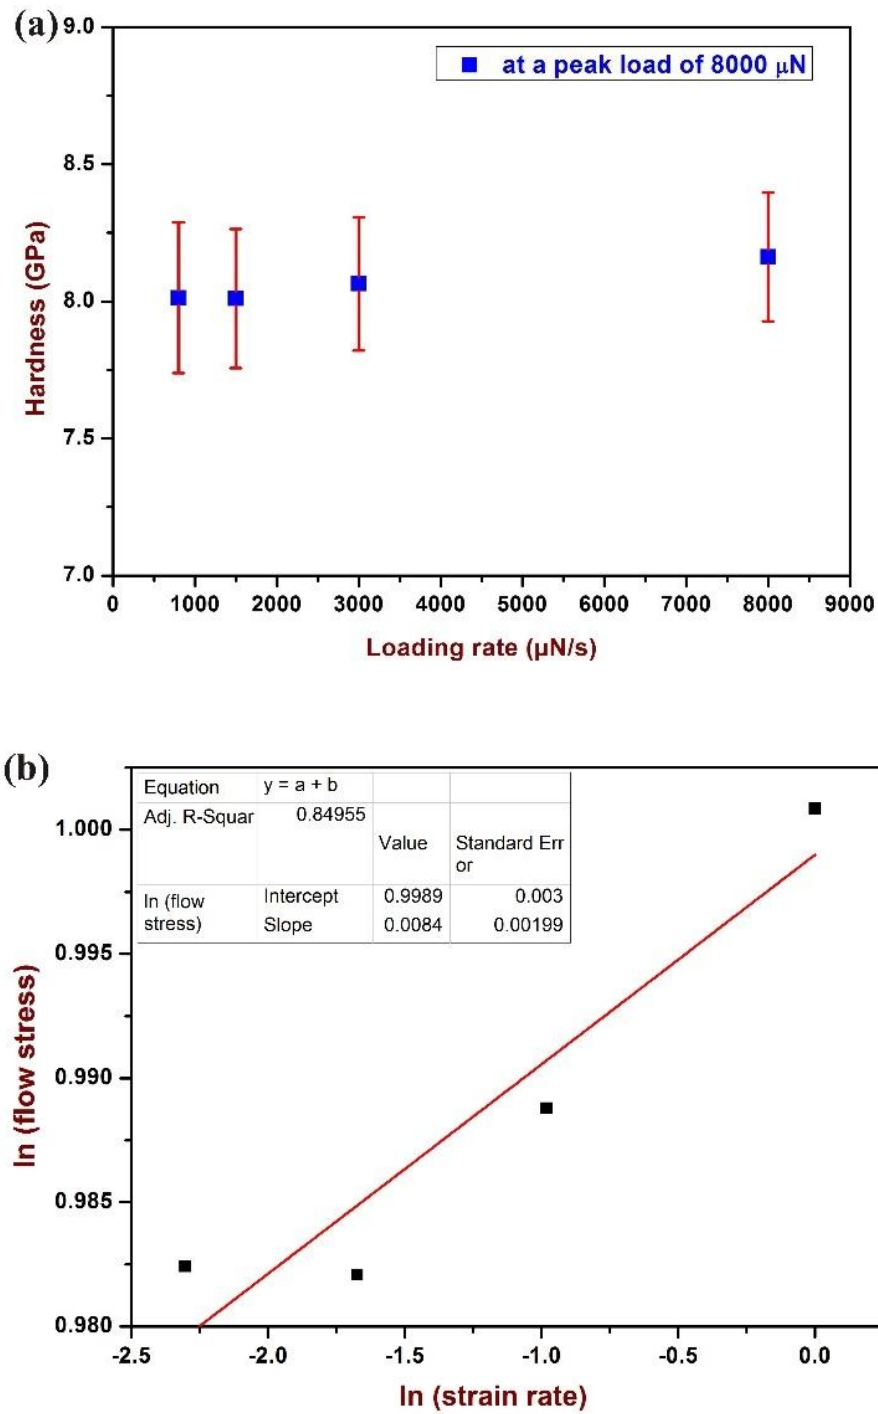 (a)
9.0
at a peak load of 8000 μN
8.5
8.0
7.5
7.0
Hardness (GPa)
0 1000 2000 3000 4000 5000 6000 7000 8000 9000
Loading rate (μN/s)
(b)
Equation y = a + b
Adj. R-Squar 0.84955
Value Standard Err
or
ln (flow Intercept 0.9989 0.003
stress) Slope 0.0084 0.00199
1.000
0.995
0.990
0.985
0.980
ln (flow stress)
-2.5 -2.0 -1.5 -1.0 -0.5 0.0
ln (strain rate)